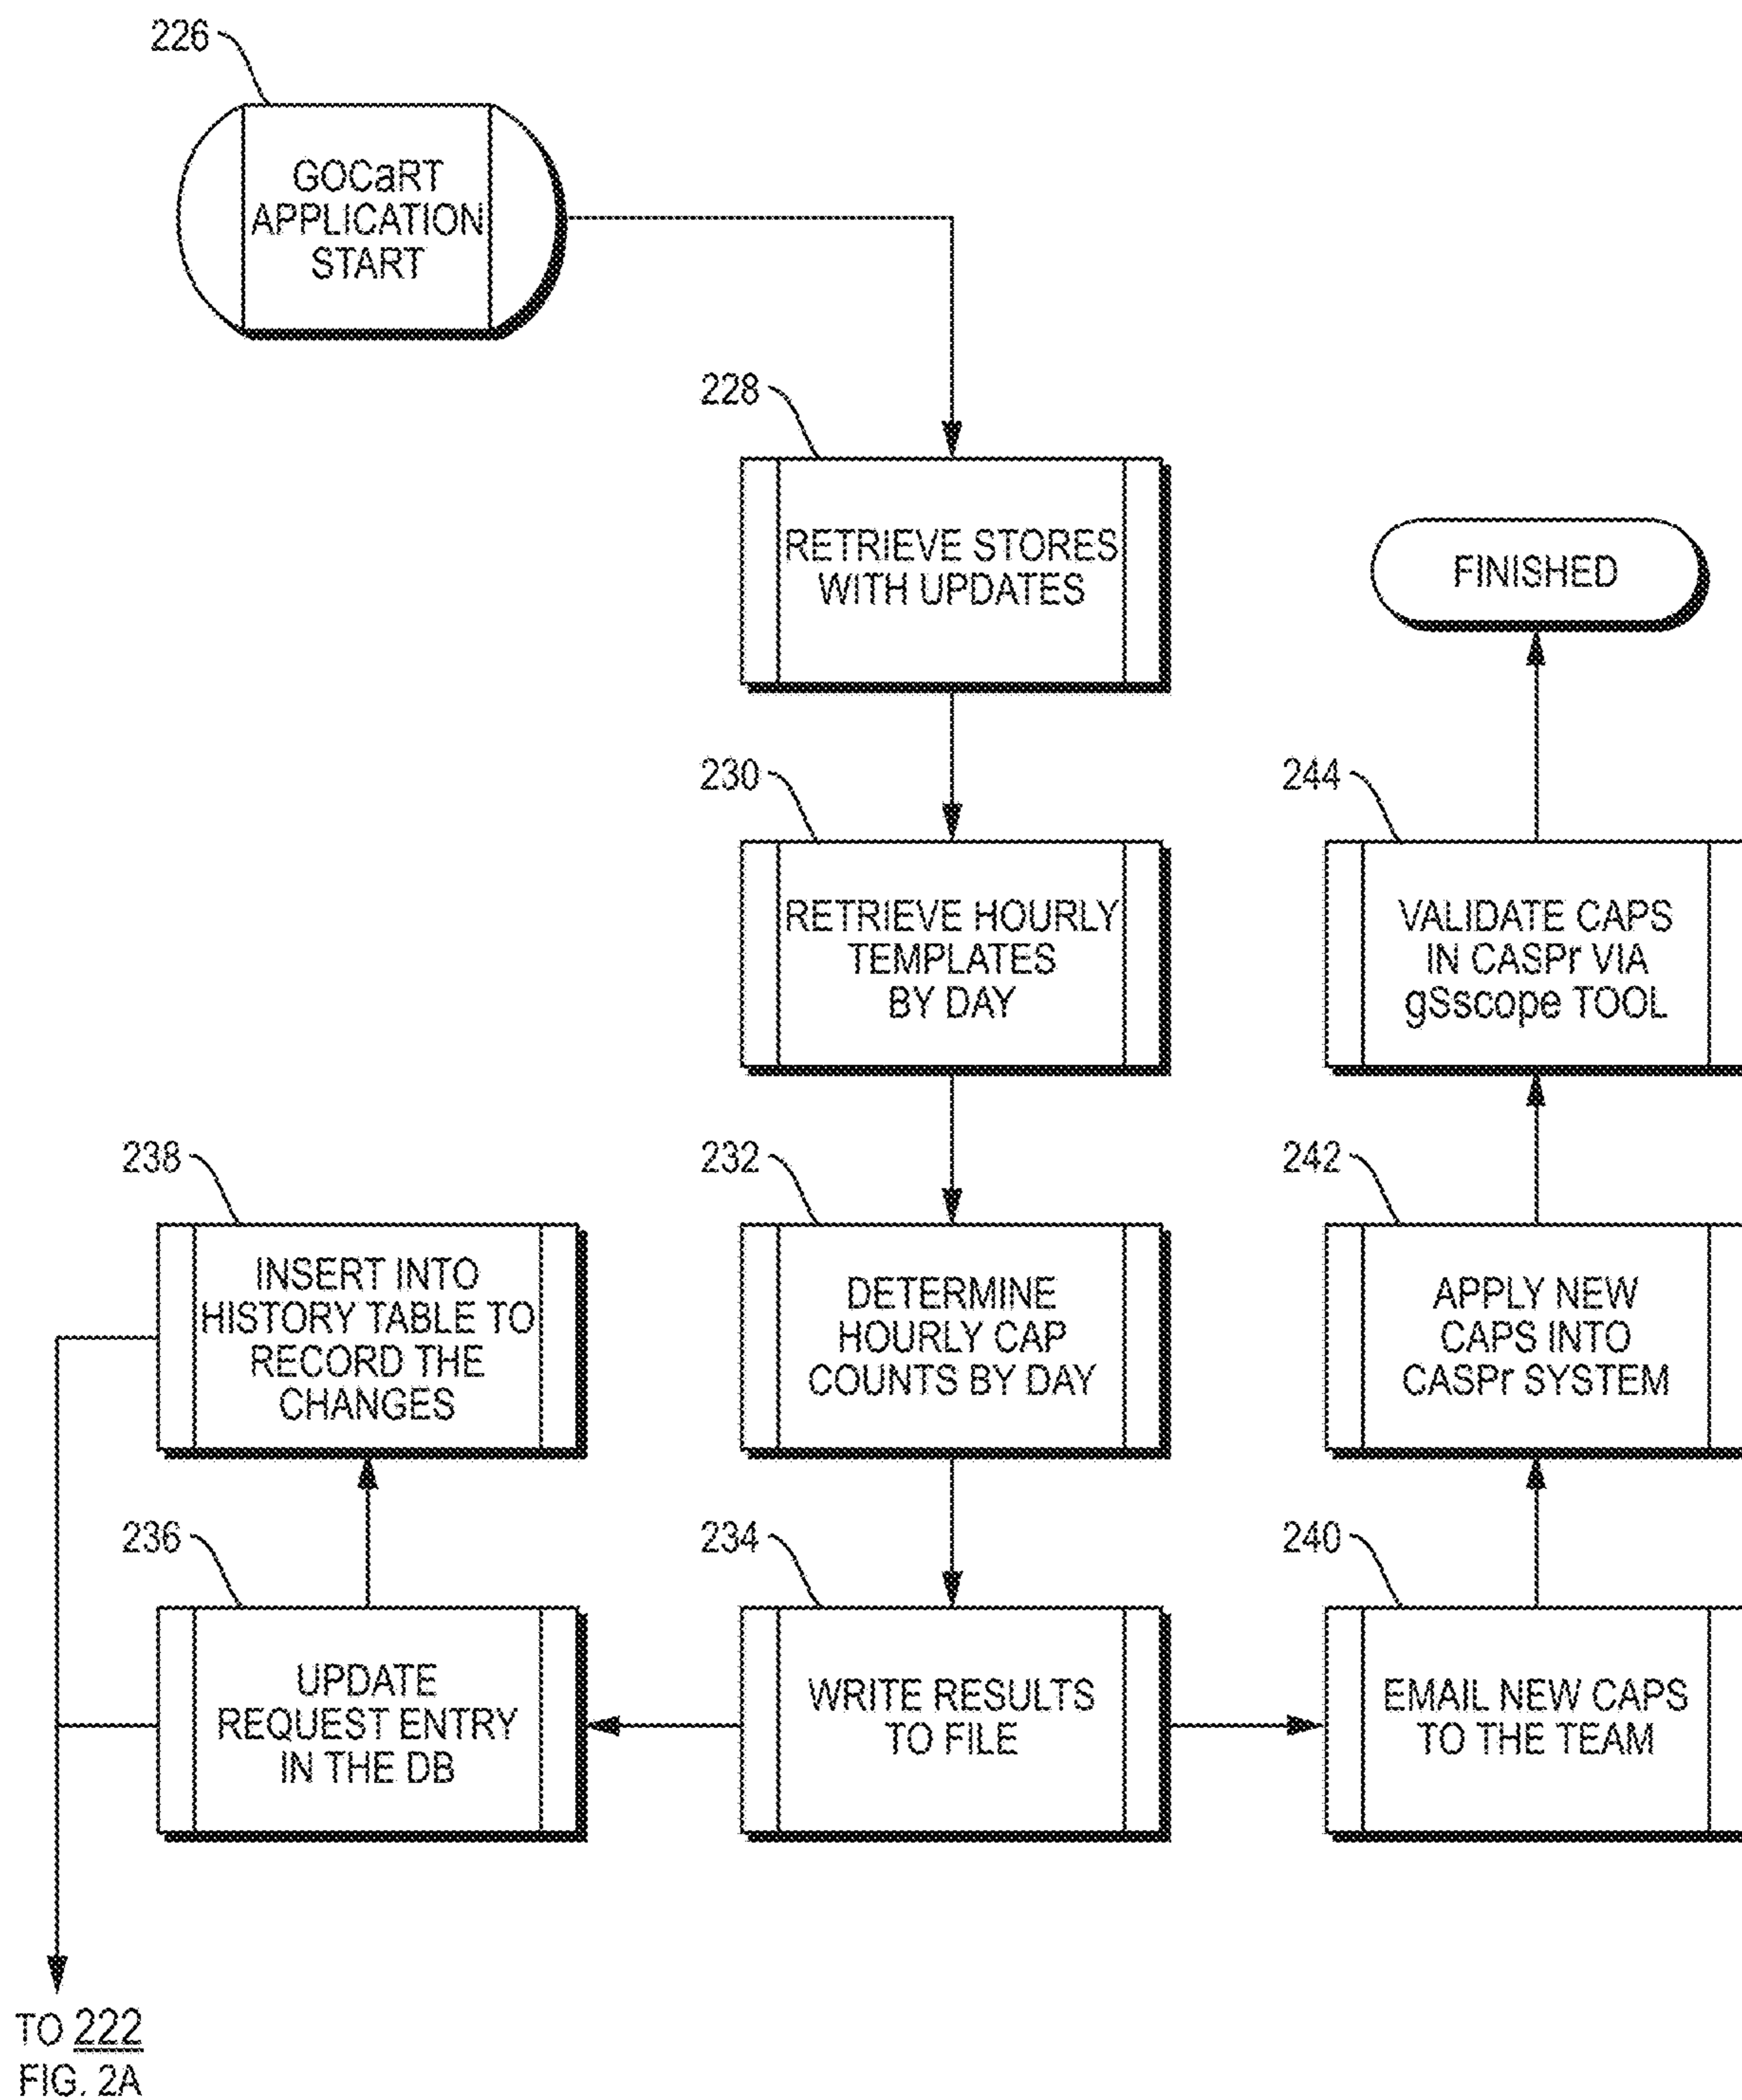 226
GOCaRT
APPLICATION
START
228
RETRIEVE STORES
WITH UPDATES
FINISHED
230
RETRIEVE HOURLY
TEMPLATES
BY DAY
244
VALIDATE CAPS
IN CASPr VIA
gSscope TOOL
238
INSERT INTO
HISTORY TABLE TO
RECORD THE
CHANGES
232
DETERMINE
HOURLY CAP
COUNTS BY DAY
242
APPLY NEW
CAPS INTO
CASPr SYSTEM
236
UPDATE
REQUEST ENTRY
IN THE DB
234
WRITE RESULTS
TO FILE
240
EMAIL NEW CAPS
TO THE TEAM
TO 222
FIG. 2A